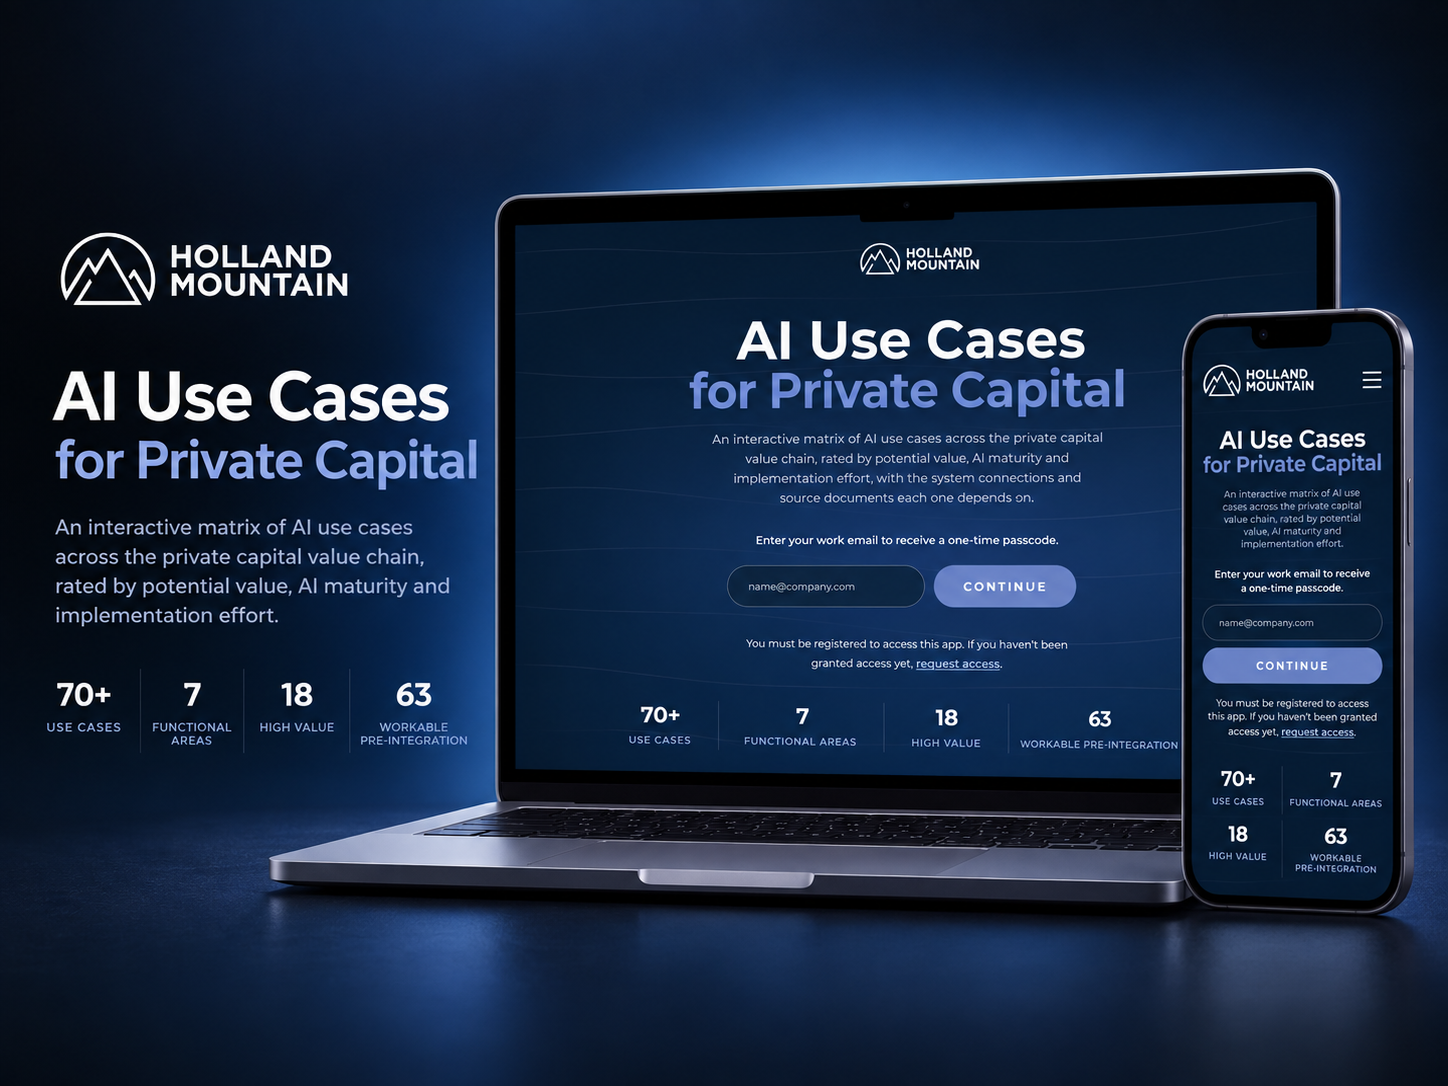 HOLLAND
MOUNTAIN
AI Use Cases
for Private Capital
An interactive matrix of AI use cases
across the private capital value chain,
rated by potential value, AI maturity and
implementation effort.
70+
USE CASES
7
FUNCTIONAL
AREAS
18
HIGH VALUE
63
WORKABLE
PRE-INTEGRATION
HOLLAND
MOUNTAIN
AI Use Cases
for Private Capital
An interactive matrix of AI use cases across the private capital
value chain, rated by potential value, AI maturity and
implementation effort, with the system connections and
source documents each one depends on.
Enter your work email to receive a one-time passcode.
name@company.com
CONTINUE
You must be registered to access this app. If you haven't been
granted access yet, request access.
70+
USE CASES
7
FUNCTIONAL AREAS
18
HIGH VALUE
63
WORKABLE PRE-INTEGRATION
HOLLAND
MOUNTAIN
AI Use Cases
for Private Capital
An interactive matrix of AI use
cases across the private capital
value chain, rated by potential
value, AI maturity and
implementation effort.
Enter your work email to receive
a one-time passcode.
name@company.com
CONTINUE
You must be registered to access
this app. If you haven't been granted
access yet, request access.
70+
USE CASES
7
FUNCTIONAL AREAS
18
HIGH VALUE
63
WORKABLE
PRE-INTEGRATION